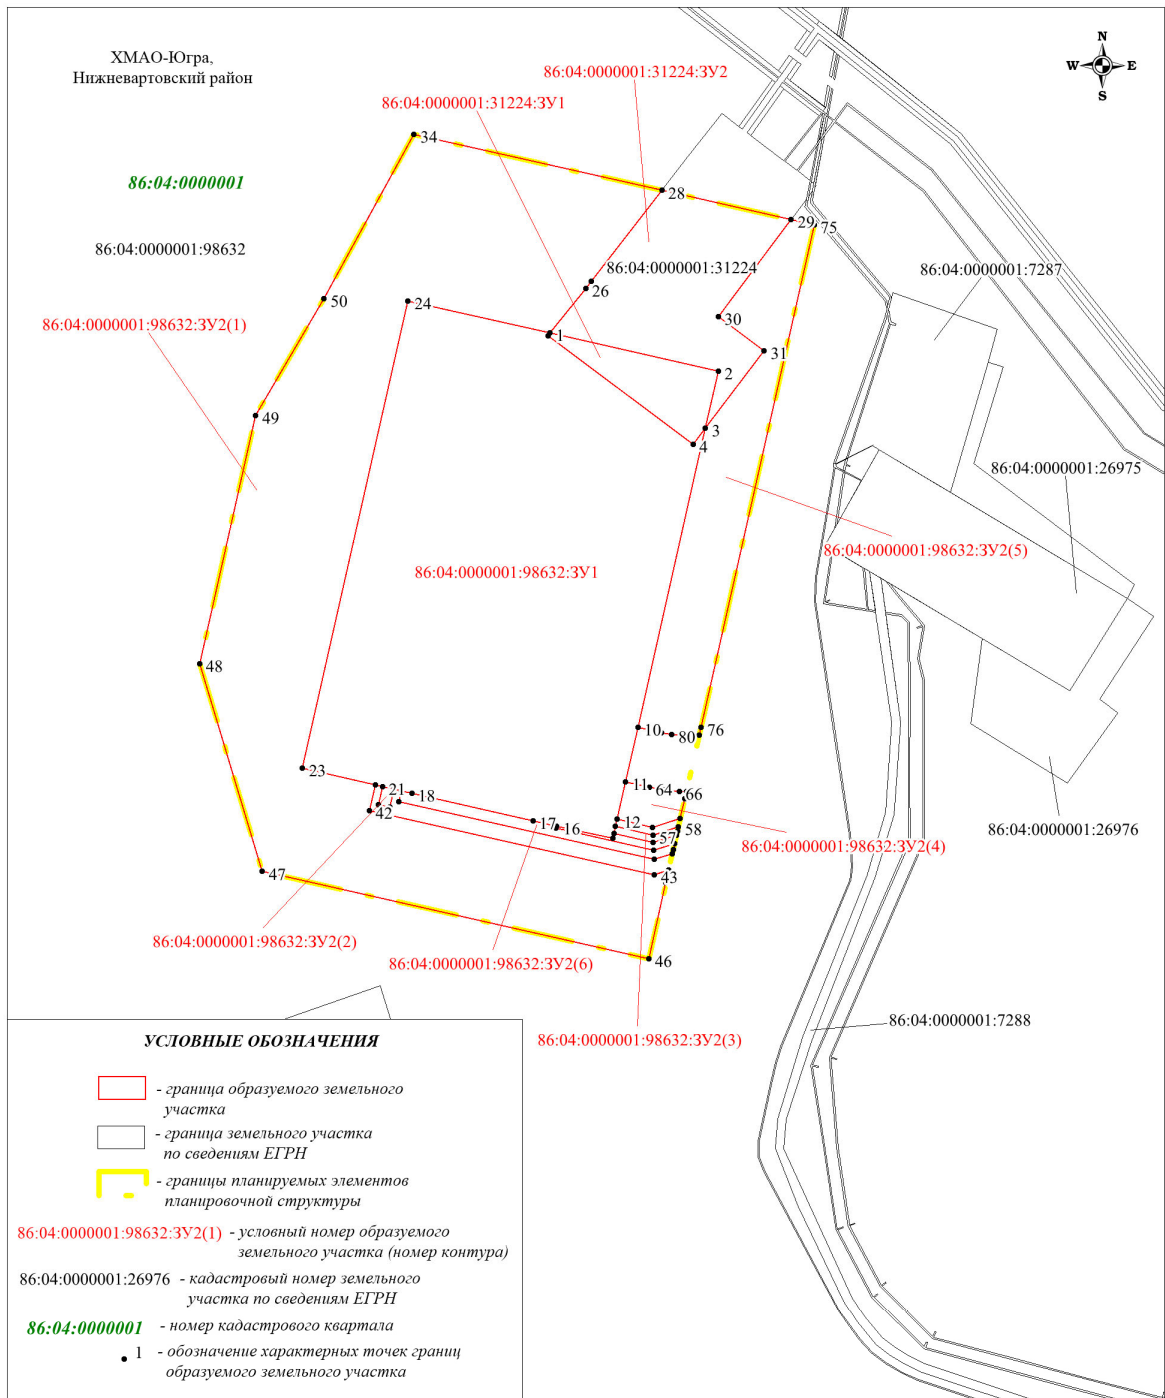 ХМАО-Югра,
Нижневартовский район
N
W
E
S
86:04:0000001:31224:ЗУ2
86:04:0000001:31224:ЗУ1
34
86:04:0000001
28
29
75
86:04:0000001:98632
86:04:0000001:31224
86:04:0000001:7287
26
50
24
30
86:04:0000001:98632:ЗУ2(1)
1
31
2
49
3
4
86:04:0000001:26975
86:04:0000001:98632:ЗУ2(5)
86:04:0000001:98632:ЗУ1
48
10
80
76
23
21
11
64
66
18
42
17
16
12
58
57
86:04:0000001:26976
86:04:0000001:98632:ЗУ2(4)
47
43
86:04:0000001:98632:ЗУ2(2)
86:04:0000001:98632:ЗУ2(6)
46
86:04:0000001:7288
86:04:0000001:98632:ЗУ2(3)
УСЛОВНЫЕ ОБОЗНАЧЕНИЯ
- граница образуемого земельного
участка
- граница земельного участка
по сведениям ЕГРН
- границы планируемых элементов
планировочной структуры
86:04:0000001:98632:ЗУ2(1) - условный номер образуемого
земельного участка (номер контура)
86:04:0000001:26976 - кадастровый номер земельного
участка по сведениям ЕГРН
86:04:0000001 - номер кадастрового квартала
1 - обозначение характерных точек границ
образуемого земельного участка